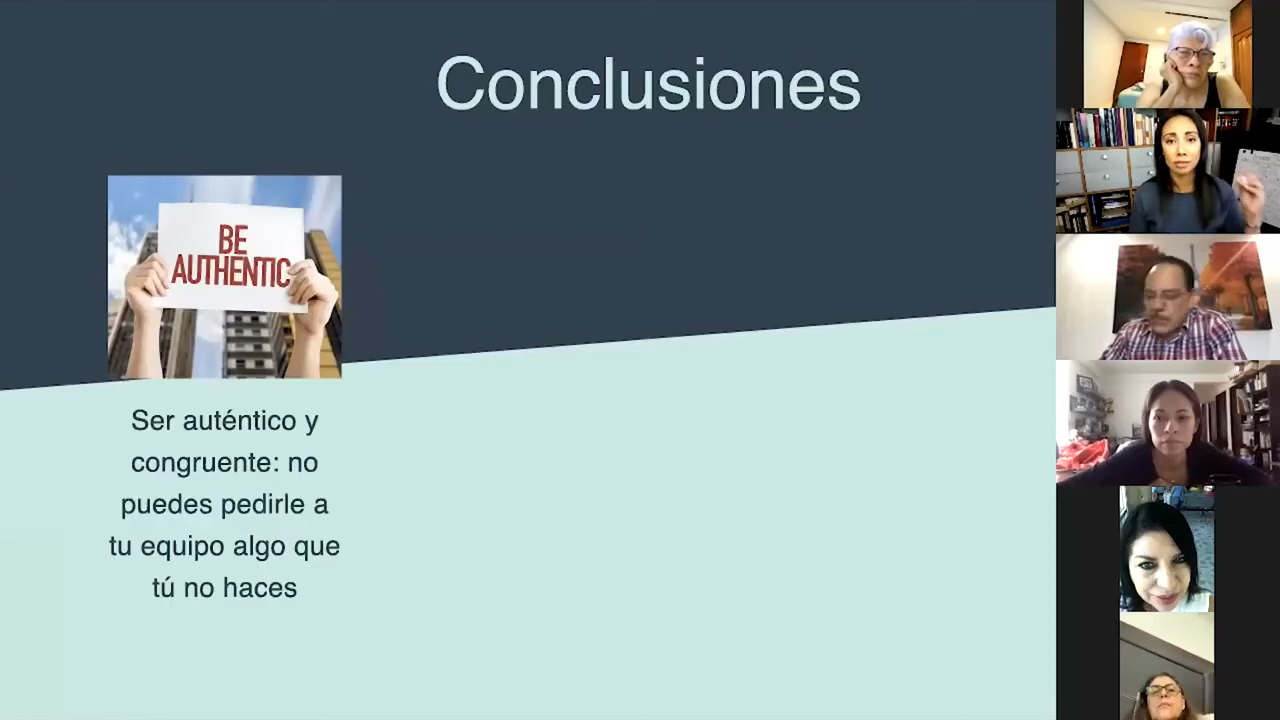 Conclusiones
BE
AUTHENTIC
Ser auténtico y
congruente: no
puedes pedirle a
tu equipo algo que
tú no haces